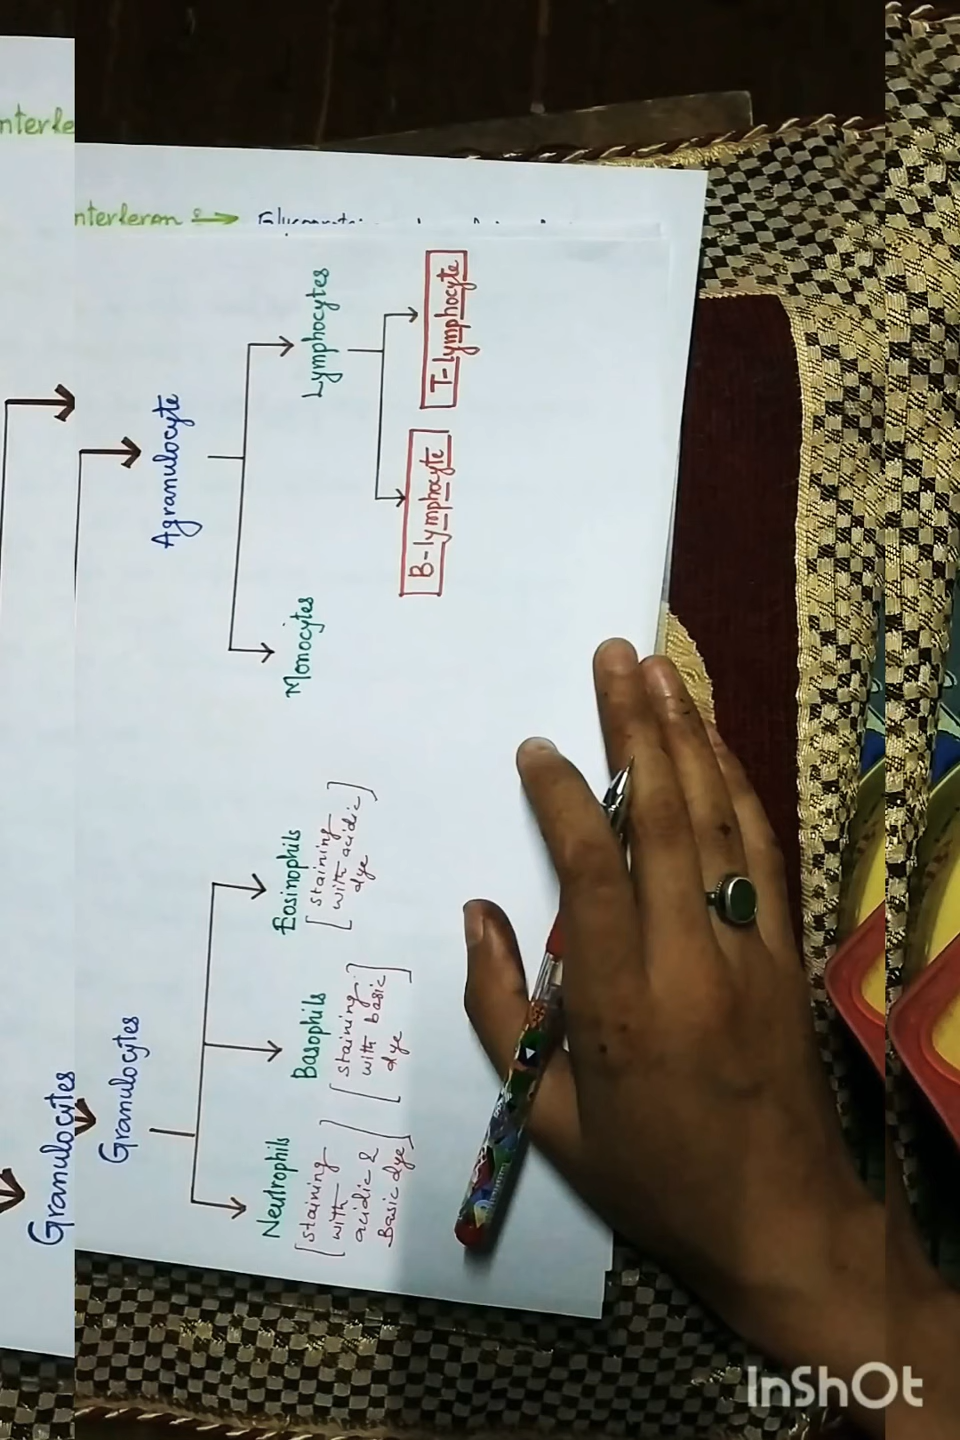 nterfe
nterferon :→
Granulocytes
Granulocytes
Agranulocyte
Neutrophils
[staining
with
acidic &
Basic dye]
Basophils
[staining
with basic
dye]
Eosinophils
[staining
with acidic
dye]
Monocytes
Lymphocytes
B-lymphocyte
T-lymphocyte
InShOt